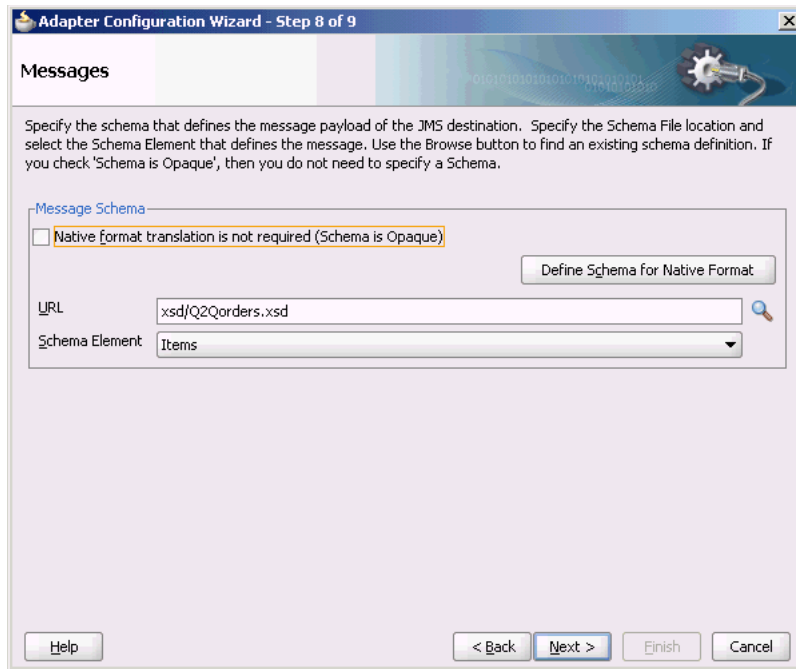 Adapter Configuration Wizard - Step 8 of 9
Messages
Specify the schema that defines the message payload of the JMS destination.  Specify the Schema File location and
select the Schema Element that defines the message. Use the Browse button to find an existing schema definition. If
you check 'Schema is Opaque', then you do not need to specify a Schema.
Message Schema
Native format translation is not required (Schema is Opaque)
Define Schema for Native Format
URL
xsd/Q2Qorders.xsd
Schema Element
Items
Help
< Back
Next >
Finish
Cancel